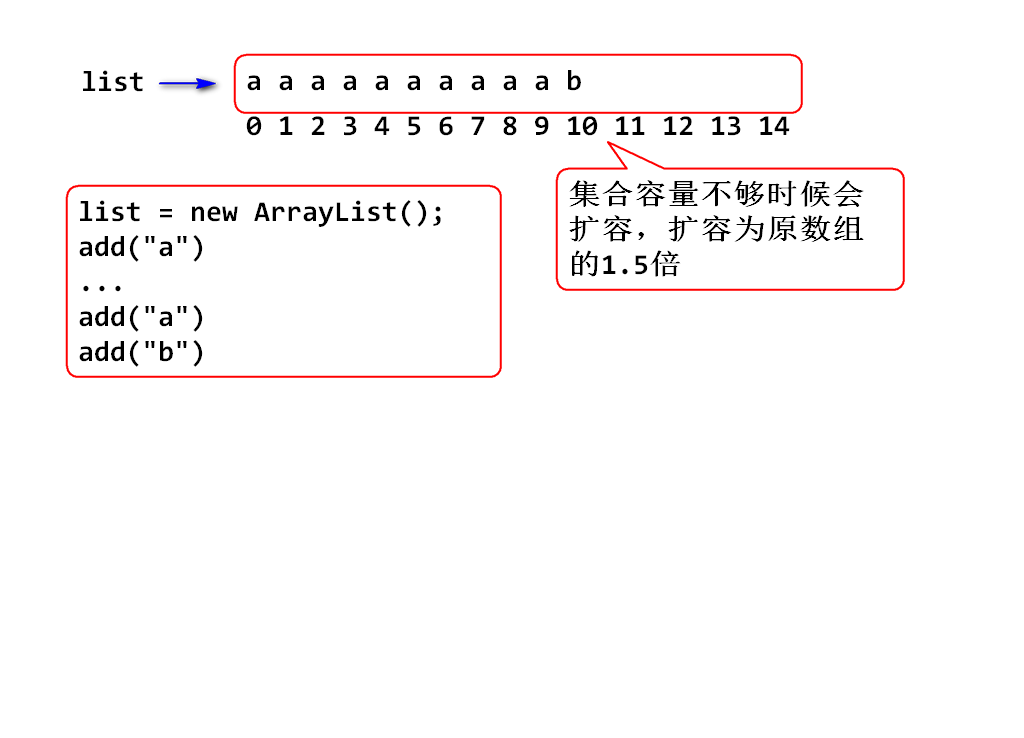 list
a a a a a a a a a a b
0 1 2 3 4 5 6 7 8 9 10 11 12 13 14
list = new ArrayList();
add("a")
...
add("a")
add("b")
集合容量不够时候会
扩容，扩容为原数组
的1.5倍